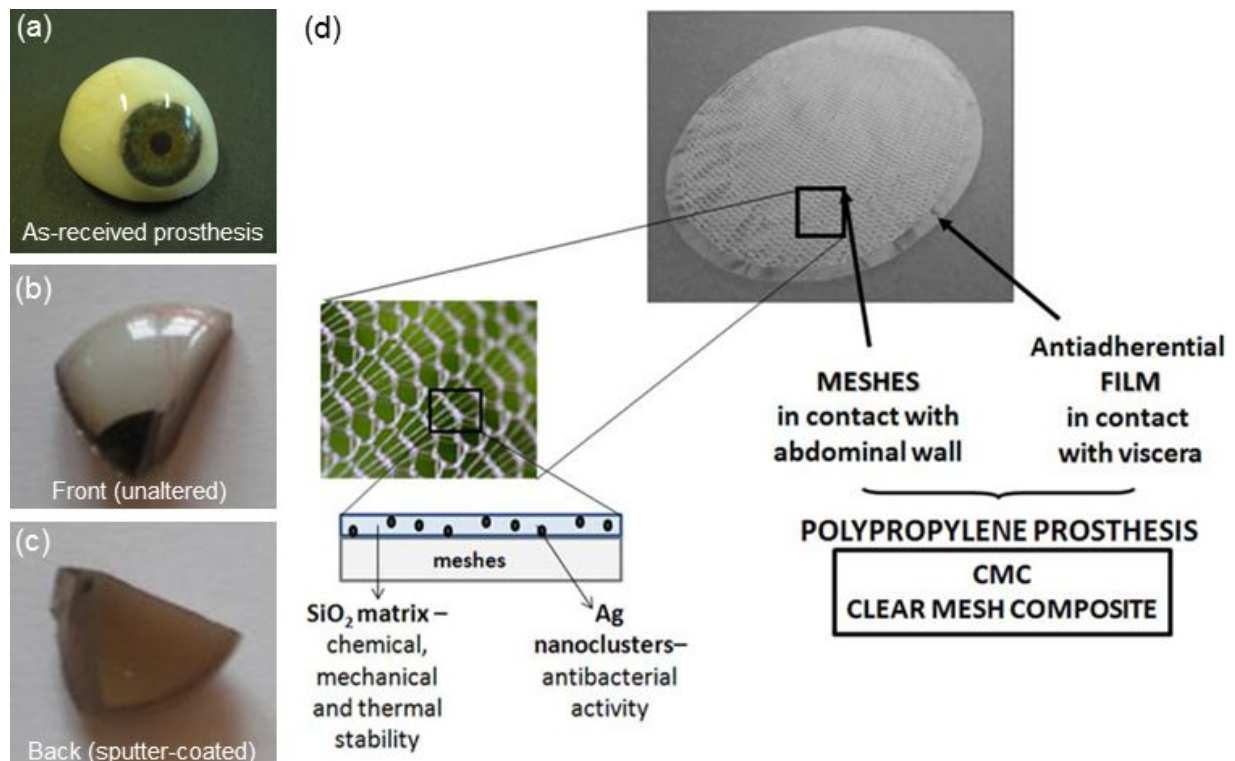 (a)
As-received prosthesis
(b)
Front (unaltered)
(c)
Back (sputter-coated)
(d)
MESHES
in contact with
abdominal wall
Antiadherential
FILM
in contact
with viscera
POLYPROPYLENE PROSTHESIS
CMC
CLEAR MESH COMPOSITE
meshes
SiO₂ matrix –
chemical,
mechanical
and thermal
stability
Ag
nanoclusters–
antibacterial
activity